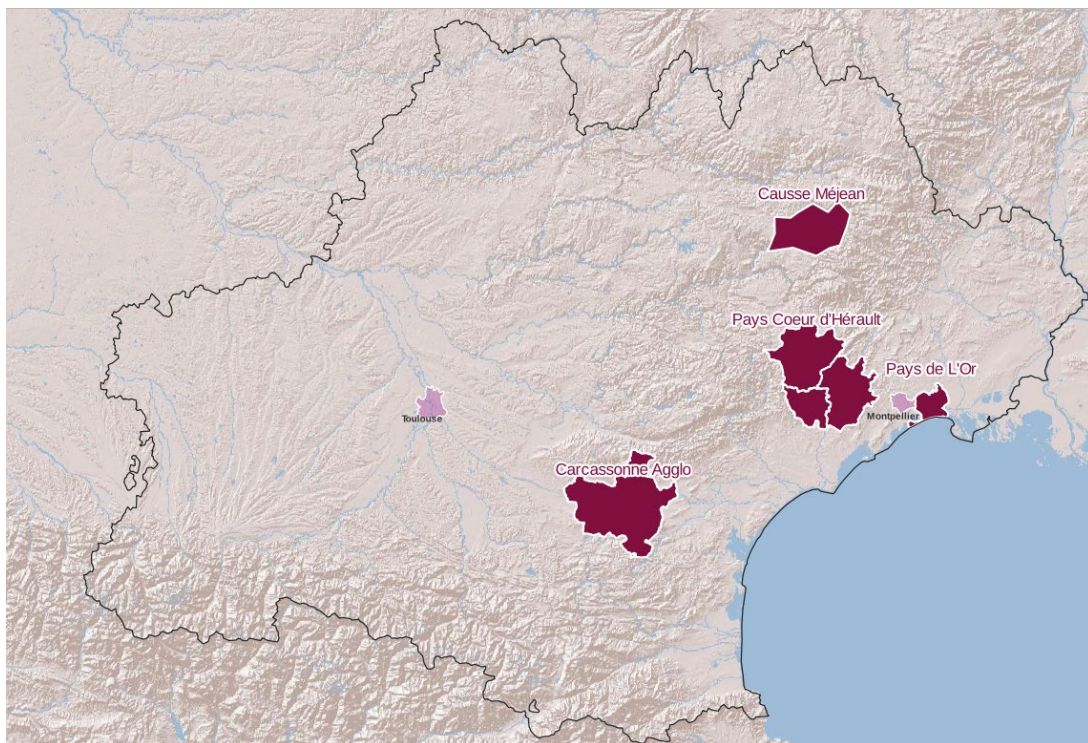 Causse Méjean
Pays Coeur d'Hérault
Pays de L'Or
Toulouse
Montpellier
Carcassonne Agglo